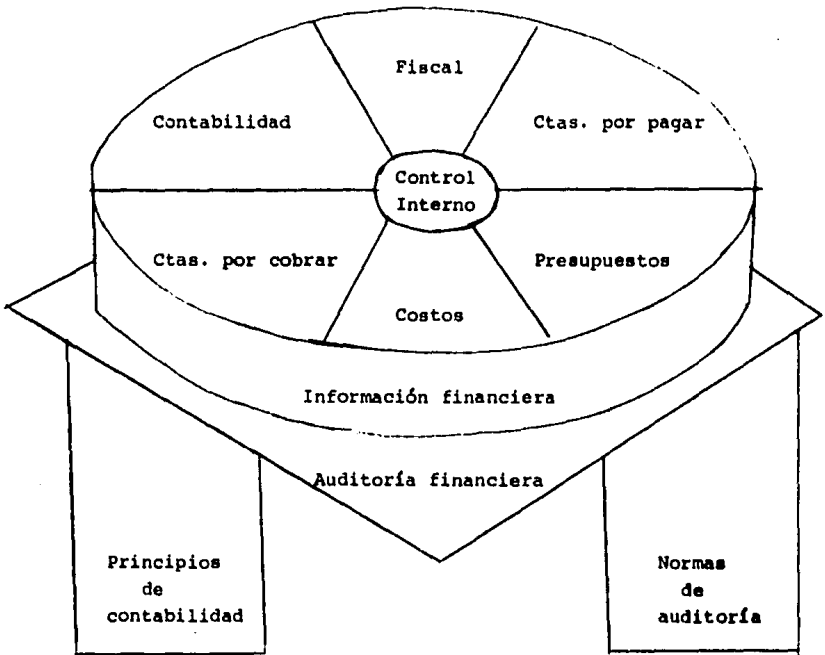 Fiscal
Contabilidad
Ctas. por pagar
Control
Interno
Ctas. por cobrar
Presupuestos
Costos
Información financiera
Auditoría financiera
Principios
de
contabilidad
Normas
de
auditoría